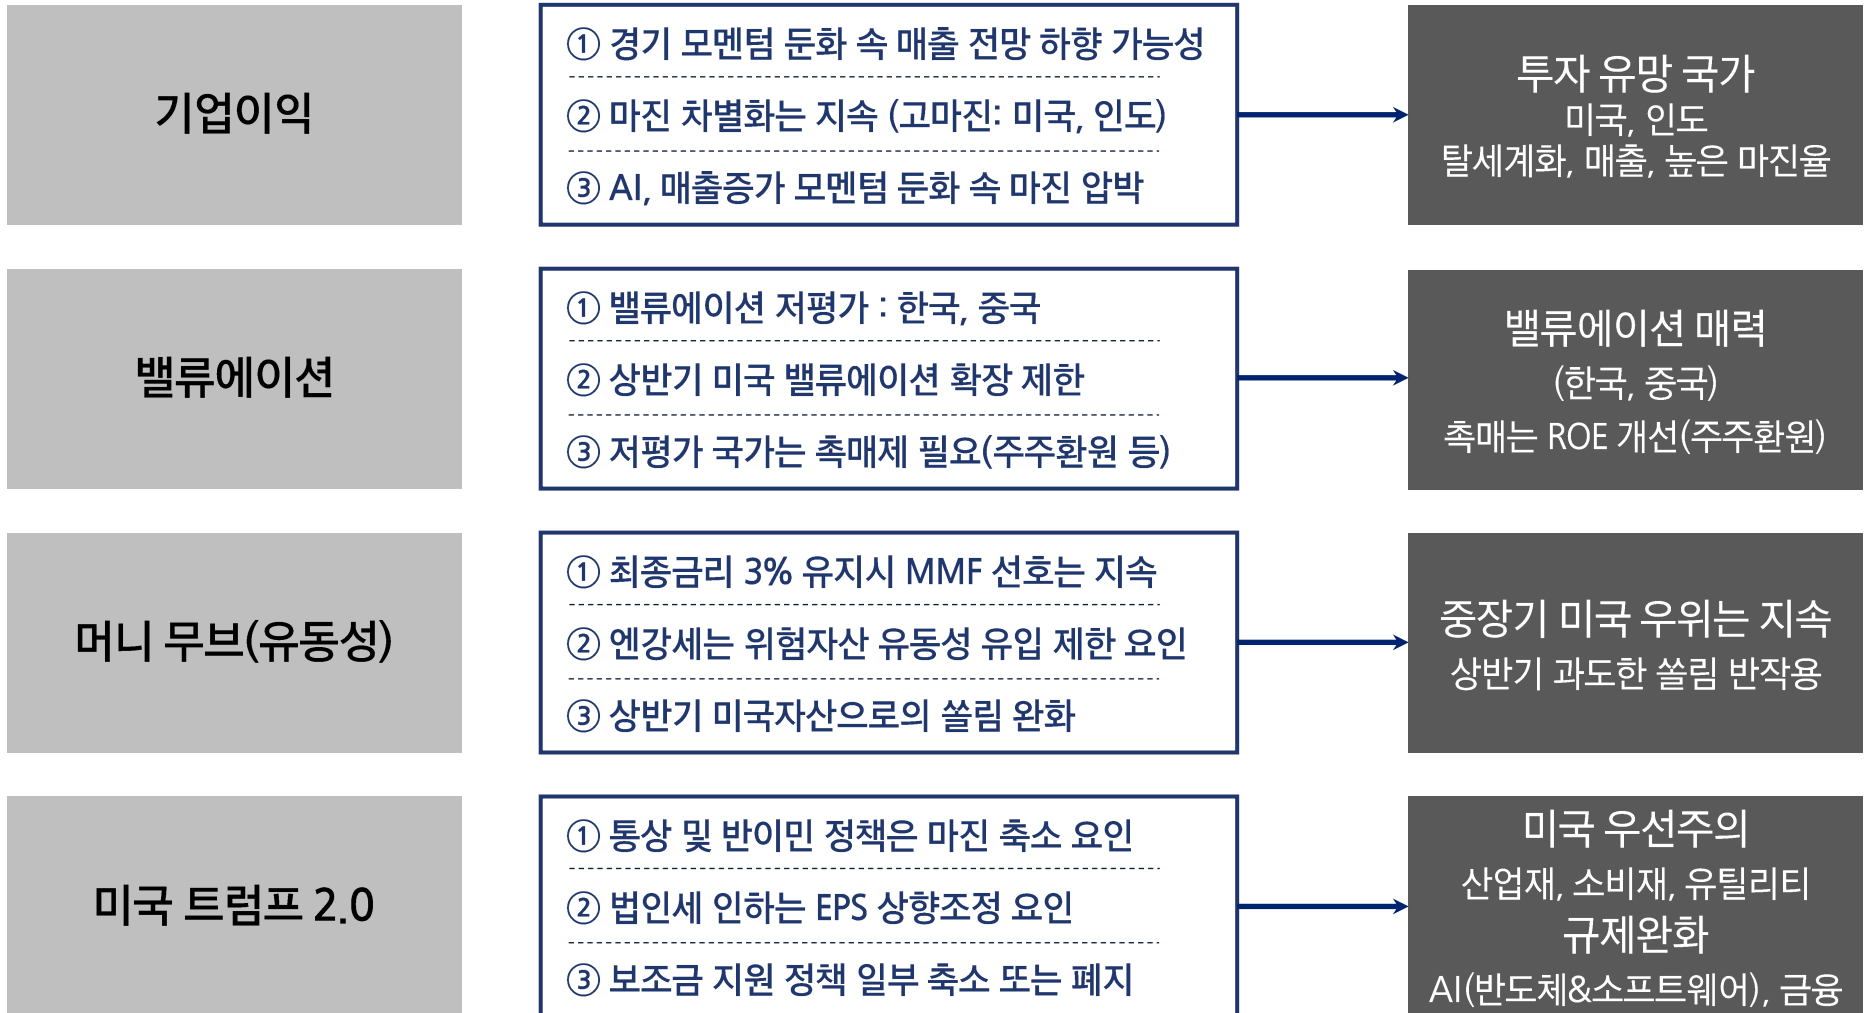 기업이익
① 경기 모멘텀 둔화 속 매출 전망 하향 가능성
② 마진 차별화는 지속 (고마진: 미국, 인도)
③ AI, 매출증가 모멘텀 둔화 속 마진 압박
투자 유망 국가
미국, 인도
탈세계화, 매출, 높은 마진율
밸류에이션
① 밸류에이션 저평가 : 한국, 중국
② 상반기 미국 밸류에이션 확장 제한
③ 저평가 국가는 촉매제 필요(주주환원 등)
밸류에이션 매력
(한국, 중국)
촉매는 ROE 개선(주주환원)
머니 무브(유동성)
① 최종금리 3% 유지시 MMF 선호는 지속
② 엔강세는 위험자산 유동성 유입 제한 요인
③ 상반기 미국자산으로의 쏠림 완화
중장기 미국 우위는 지속
상반기 과도한 쏠림 반작용
미국 트럼프 2.0
① 통상 및 반이민 정책은 마진 축소 요인
② 법인세 인하는 EPS 상향조정 요인
③ 보조금 지원 정책 일부 축소 또는 폐지
미국 우선주의
산업재, 소비재, 유틸리티
규제완화
AI(반도체&소프트웨어), 금융